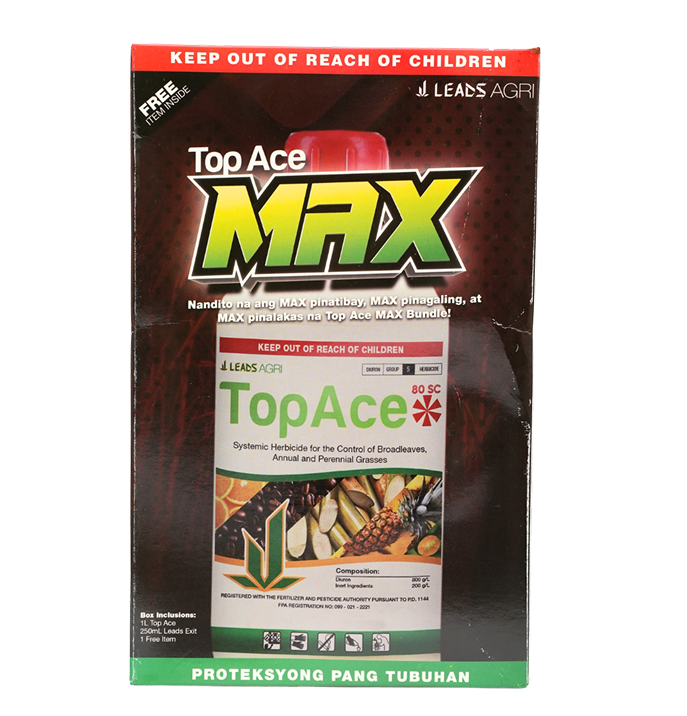 KEEP OUT OF REACH OF CHILDREN
FREE
ITEM INSIDE
LEADS AGRI
Top Ace
MAX
Nandito na ang MAX pinatibay, MAX pinagaling, at
MAX pinalakas na Top Ace MAX Bundle!
KEEP OUT OF REACH OF CHILDREN
LEADS AGRI
DIURON GROUP 5 HERBICIDE
80 SC
TopAce
Systemic Herbicide for the Control of Broadleaves,
Annual and Perennial Grasses
Composition:
Diuron 800 g/L
Inert Ingredients 200 g/L
REGISTERED WITH THE FERTILIZER AND PESTICIDE AUTHORITY PURSUANT TO P.D. 1144
FPA REGISTRATION NO: 099 - 021 - 2221
Box Inclusions:
1L Top Ace
250mL Leads Exit
1 Free Item
PROTEKSYONG PANG TUBUHAN